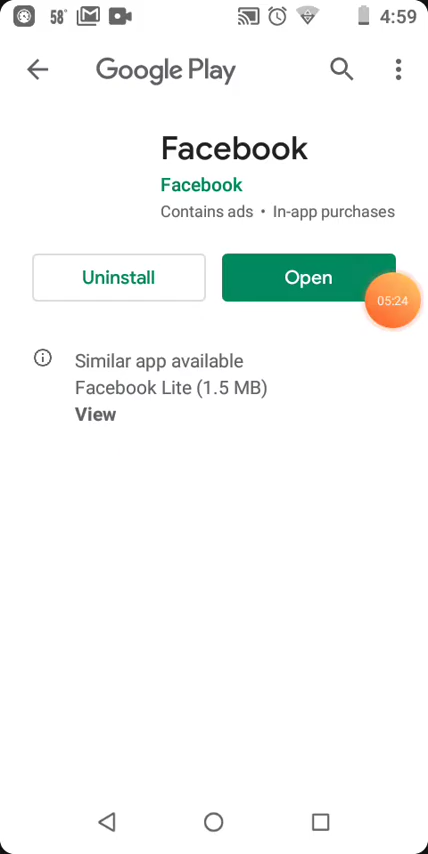 58° 4:59
Google Play
Facebook
Facebook
Contains ads • In-app purchases
Uninstall Open
05:24
Similar app available
Facebook Lite (1.5 MB)
View